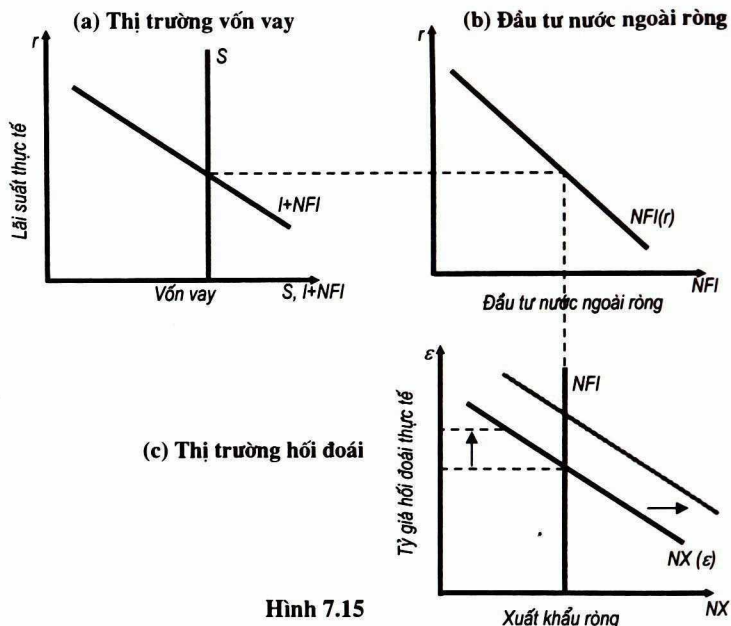 (a) Thị trường vốn vay
r
S
Lãi suất thực tế
I+NFI
Vốn vay
S, I+NFI
(b) Đầu tư nước ngoài ròng
r
NFI(r)
NFI
Đầu tư nước ngoài ròng
(c) Thị trường hối đoái
ε
NFI
Tỷ giá hối đoái thực tế
NX (ε)
NX
Xuất khẩu ròng
Hình 7.15